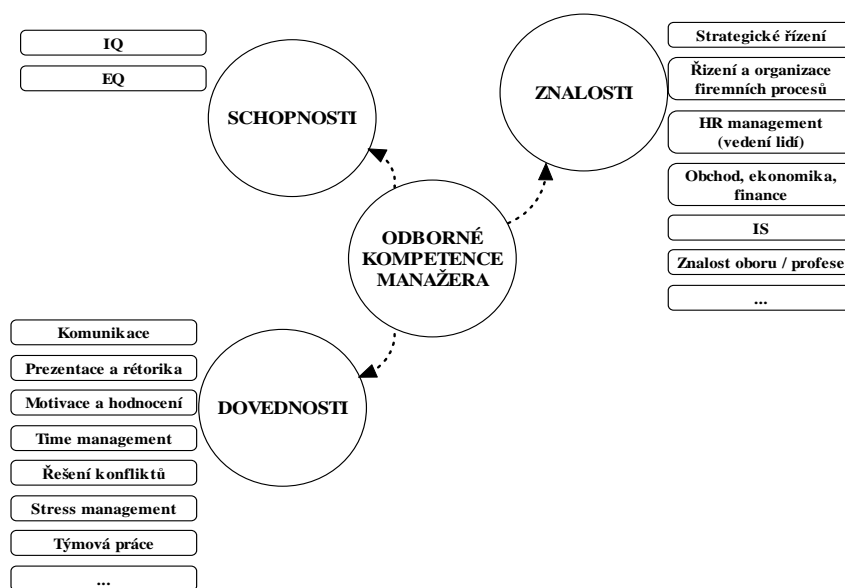 IQ
EQ
SCHOPNOSTI
ZNALOSTI
Strategické řízení
Řizení a organizace
firemních procesů
HR management
(vedení lidí)
Obchod, ekonomika,
finance
IS
Znalost oboru / profese
...
ODBORNÉ
KOMPETENCE
MANAŽERA
Komunikace
Prezentace a rétorika
Motivace a hodnocení
Time management
Řešení konfliktů
Stress management
Týmová práce
...
DOVEDNOSTI